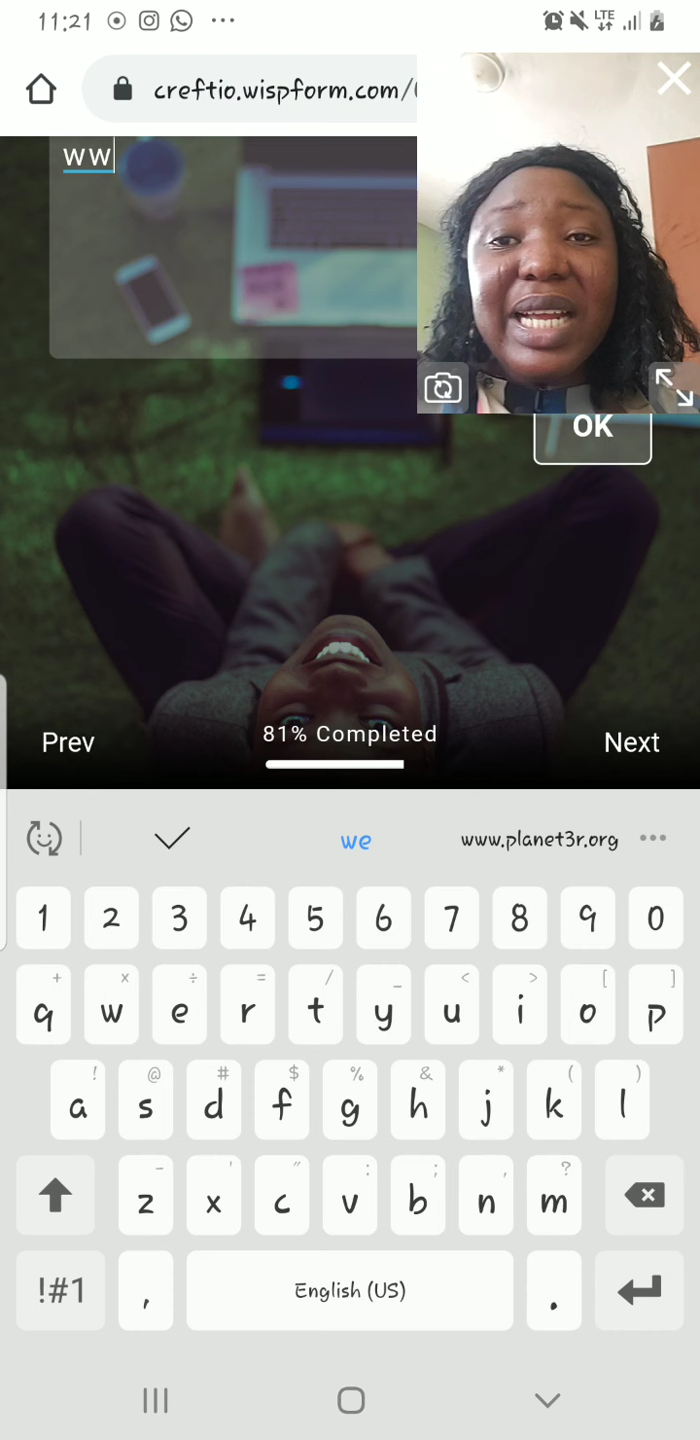 11:21
LTE
creftio.wispform.com/
ww
OK
81% Completed
Prev
Next
we
www.planet3r.org
1 2 3 4 5 6 7 8 9 0
+ × ÷ = / _ < > [ ]
q w e r t y u i o p
! @ # $ % & * ( )
a s d f g h j k l
- ' " : ; , ?
z x c v b n m
!#1 , English (US) .